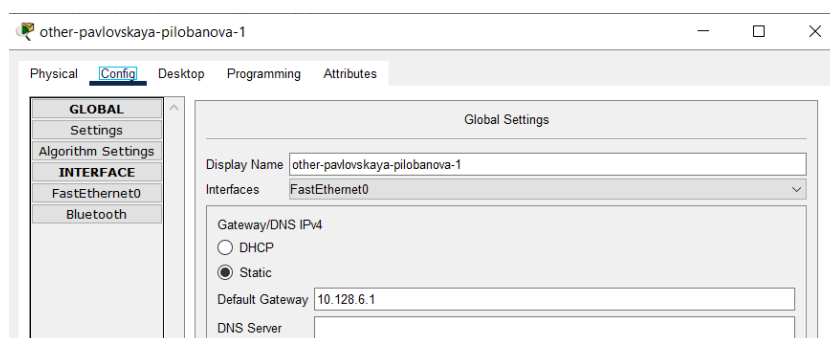 other-pavlovskaya-pilobanova-1
Physical Config Desktop Programming Attributes
GLOBAL
Settings
Algorithm Settings
INTERFACE
FastEthernet0
Bluetooth
Global Settings
Display Name other-pavlovskaya-pilobanova-1
Interfaces FastEthernet0
Gateway/DNS IPv4
DHCP
Static
Default Gateway 10.128.6.1
DNS Server